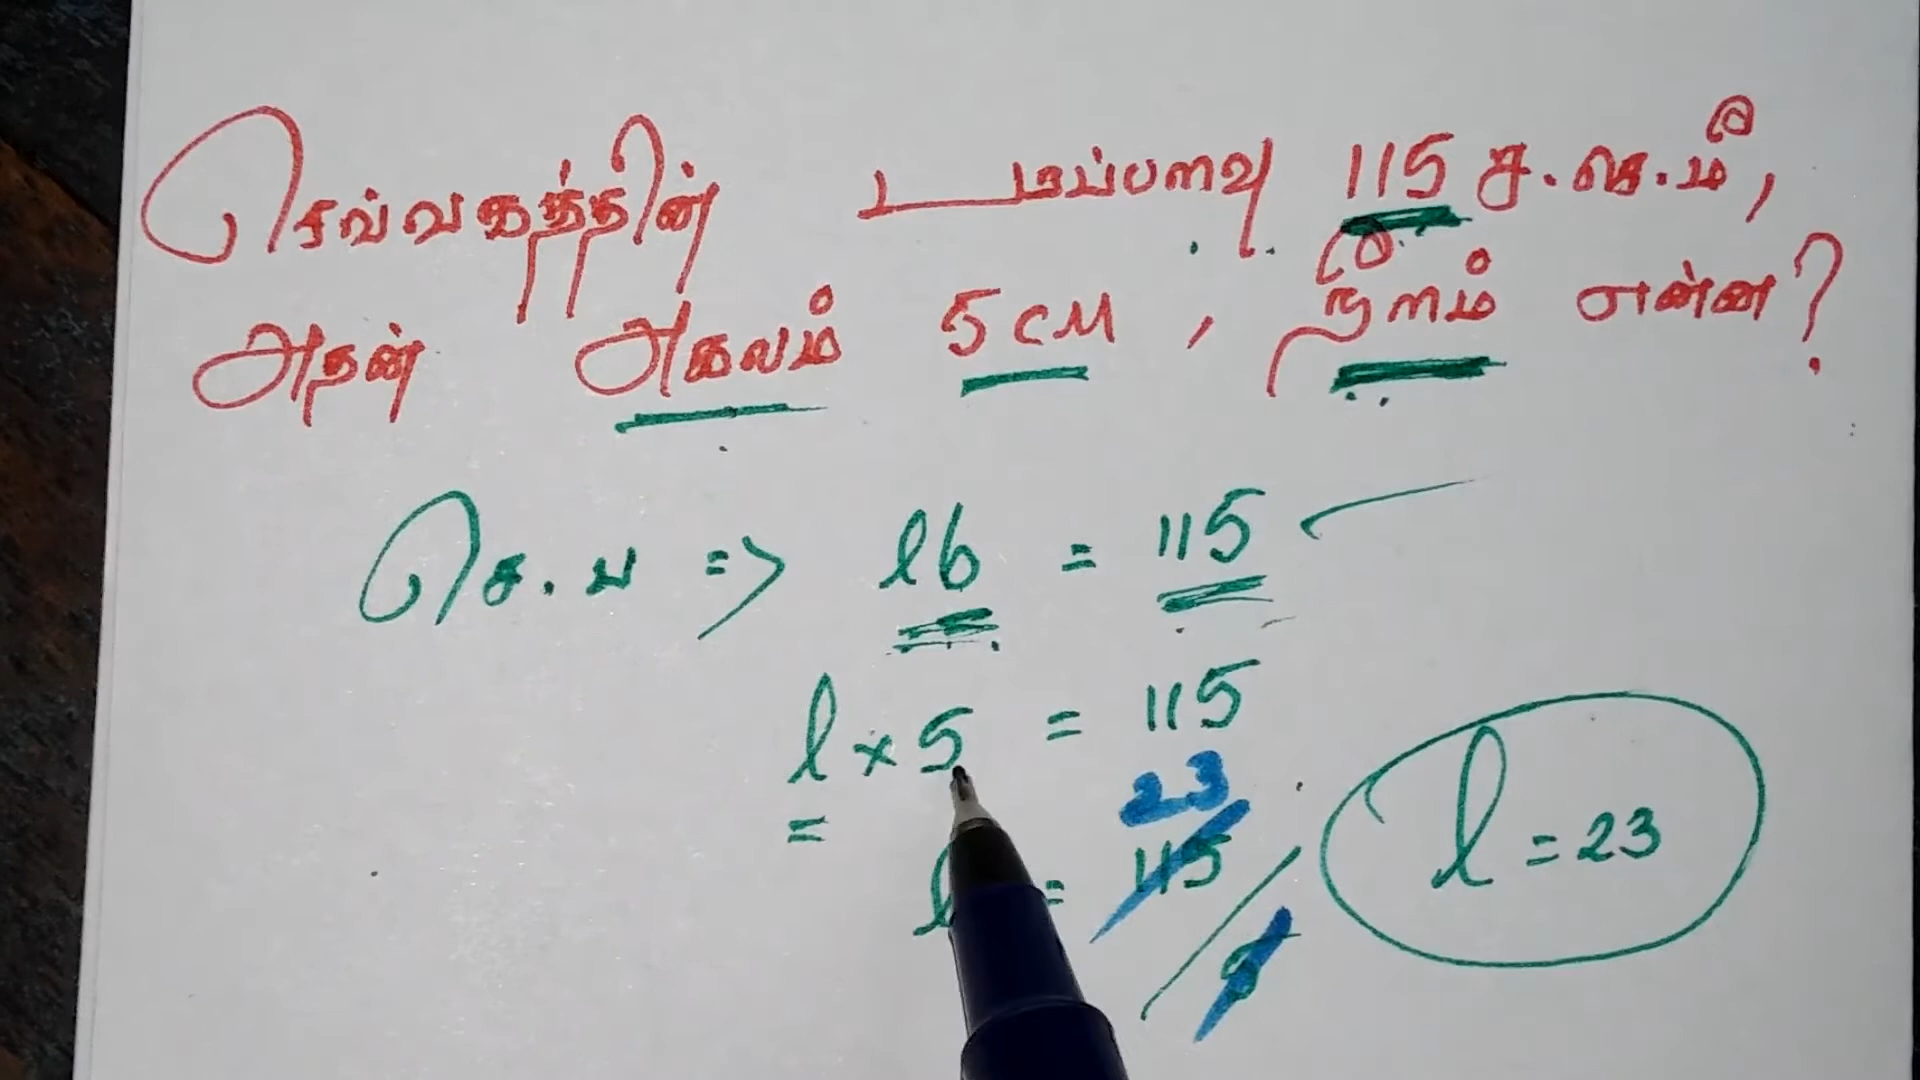 செவ்வகத்தின் பரப்பளவு 115 ச.செ.மீ,
அதன் அகலம் 5 CM, நீளம் என்ன?
செ.ப => lb = 115
l × 5 = 115
=
23
l = 115 / 5
l = 23